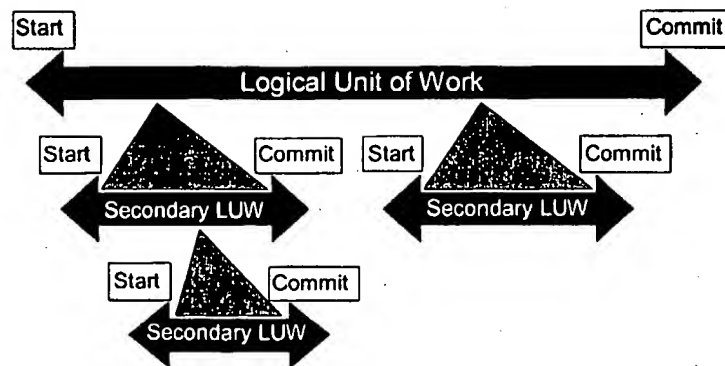 Start
Commit
Logical Unit of Work
Start
Commit
Start
Commit
Secondary LUW
Secondary LUW
Start
Commit
Secondary LUW